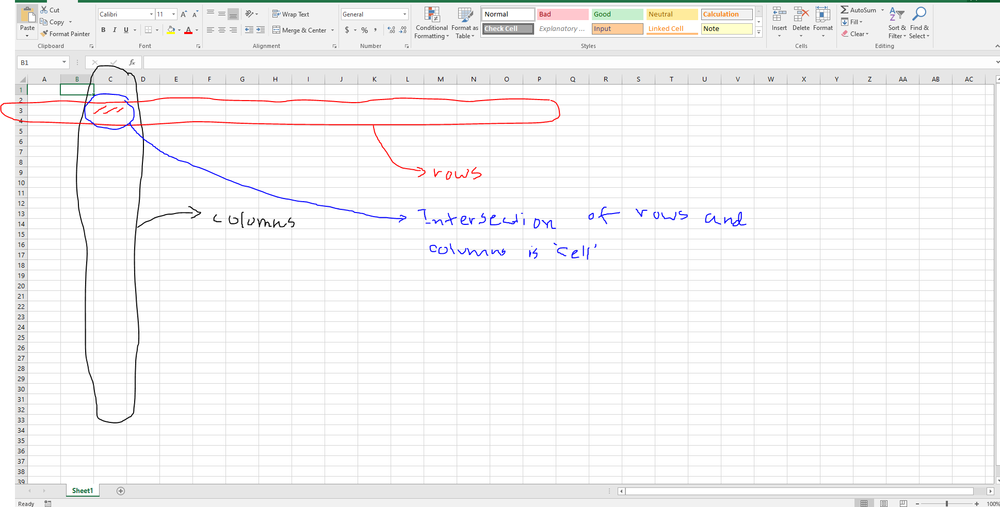 Cut
Copy
Format Painter
Paste
Clipboard
Calibri 11
B I U
Font
Wrap Text
Merge & Center
Alignment
General
$ % ,
Number
Conditional Formatting
Format as Table
Normal Bad Good Neutral Calculation
Check Cell Explanatory ... Input Linked Cell Note
Styles
Insert Delete Format
Cells
AutoSum
Fill
Clear
Sort & Filter
Find & Select
Editing
B1 fx
A B C D E F G H I J K L M N O P Q R S T U V W X Y Z AA AB AC
1
2
3
4
5
6
7
8
9
10
11
12
13
14
15
16
17
18
19
20
21
22
23
24
25
26
27
28
29
30
31
32
33
34
35
36
37
38
39
rows
columns
Intersection of rows and
columns is 'cell'
Sheet1
Ready 100%